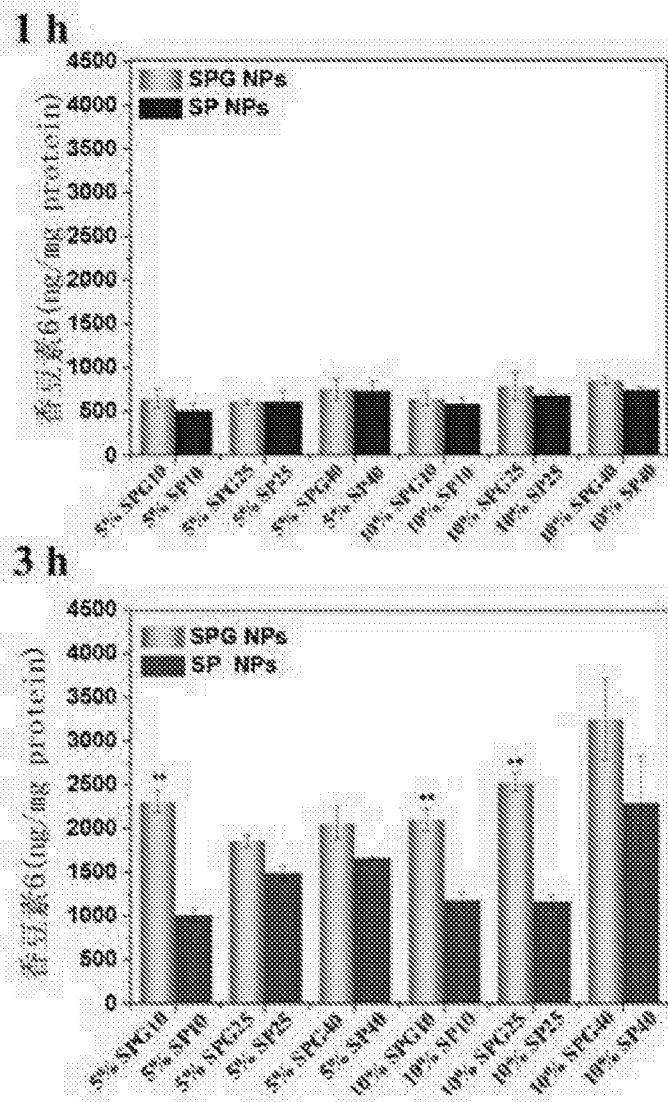 1 h
香豆素6(ng/mg protein)
4500
4000
3500
3000
2500
2000
1500
1000
500
0
SPG NPs
SP NPs
5% SPG10
5% SP10
5% SPG25
5% SP25
5% SPG40
5% SP40
10% SPG10
10% SP10
10% SPG25
10% SP25
10% SPG40
10% SP40
3 h
香豆素6(ng/mg protein)
4500
4000
3500
3000
2500
2000
1500
1000
500
0
SPG NPs
SP NPs
**
**
**
5% SPG10
5% SP10
5% SPG25
5% SP25
5% SPG40
5% SP40
10% SPG10
10% SP10
10% SPG25
10% SP25
10% SPG40
10% SP40